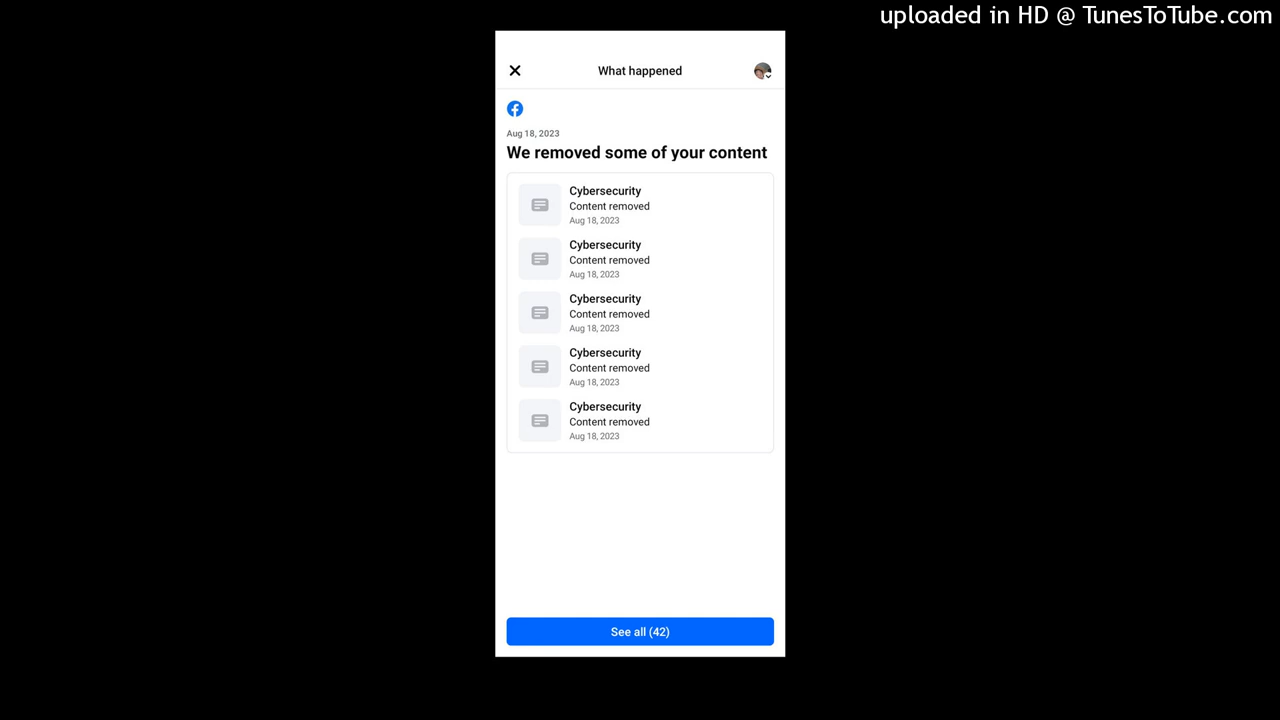 uploaded in HD @ TunesToTube.com
What happened
Aug 18, 2023
We removed some of your content
Cybersecurity
Content removed
Aug 18, 2023
Cybersecurity
Content removed
Aug 18, 2023
Cybersecurity
Content removed
Aug 18, 2023
Cybersecurity
Content removed
Aug 18, 2023
Cybersecurity
Content removed
Aug 18, 2023
See all (42)